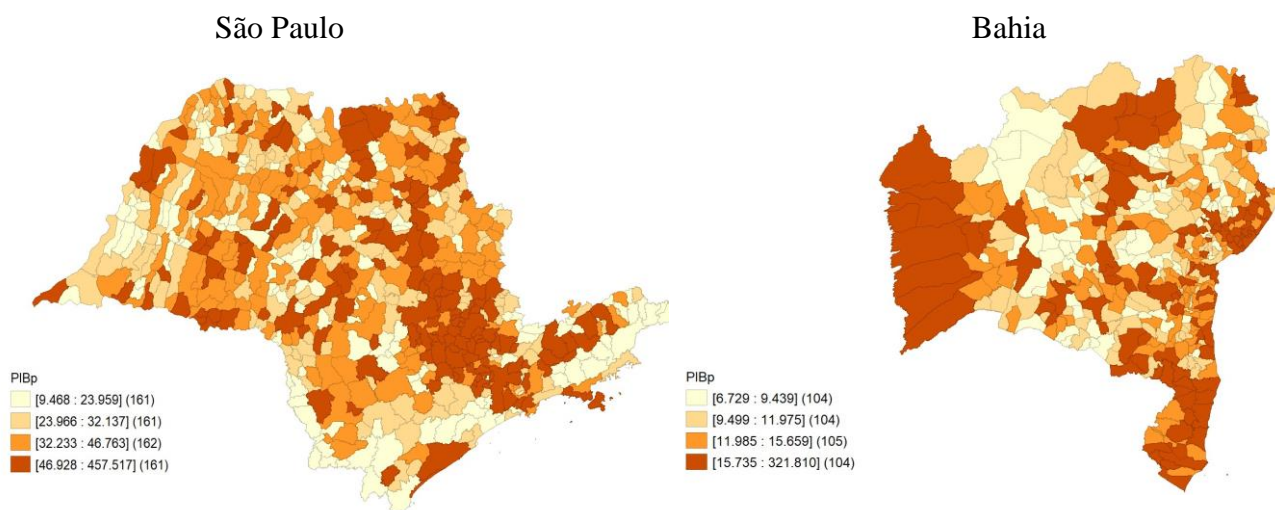 São Paulo
Bahia
PIBp
[9.468 : 23.959] (161)
[23.966 : 32.137] (161)
[32.233 : 46.763] (162)
[46.928 : 457.517] (161)
PIBp
[6.729 : 9.439] (104)
[9.499 : 11.975] (104)
[11.985 : 15.659] (105)
[15.735 : 321.810] (104)